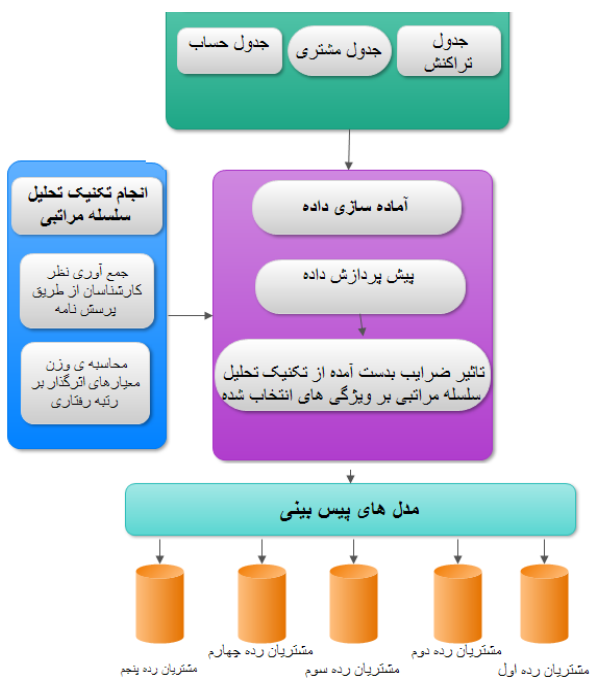 جدول
تراکنش
جدول مشتری
جدول حساب
انجام تکنیک تحلیل
سلسله مراتبی
جمع آوری نظر
کارشناسان از طریق
پرسش نامه
محاسبه ی وزن
معیارهای اثرگذار بر
رتبه رفتاری
آماده سازی داده
پیش پردازش داده
تاثیر ضرایب بدست آمده از تکنیک تحلیل
سلسله مراتبی بر ویژگی های انتخاب شده
مدل های پیس بینی
مشتریان رده اول
مشتریان رده دوم
مشتریان رده سوم
مشتریان رده چهارم
مشتریان رده پنجم